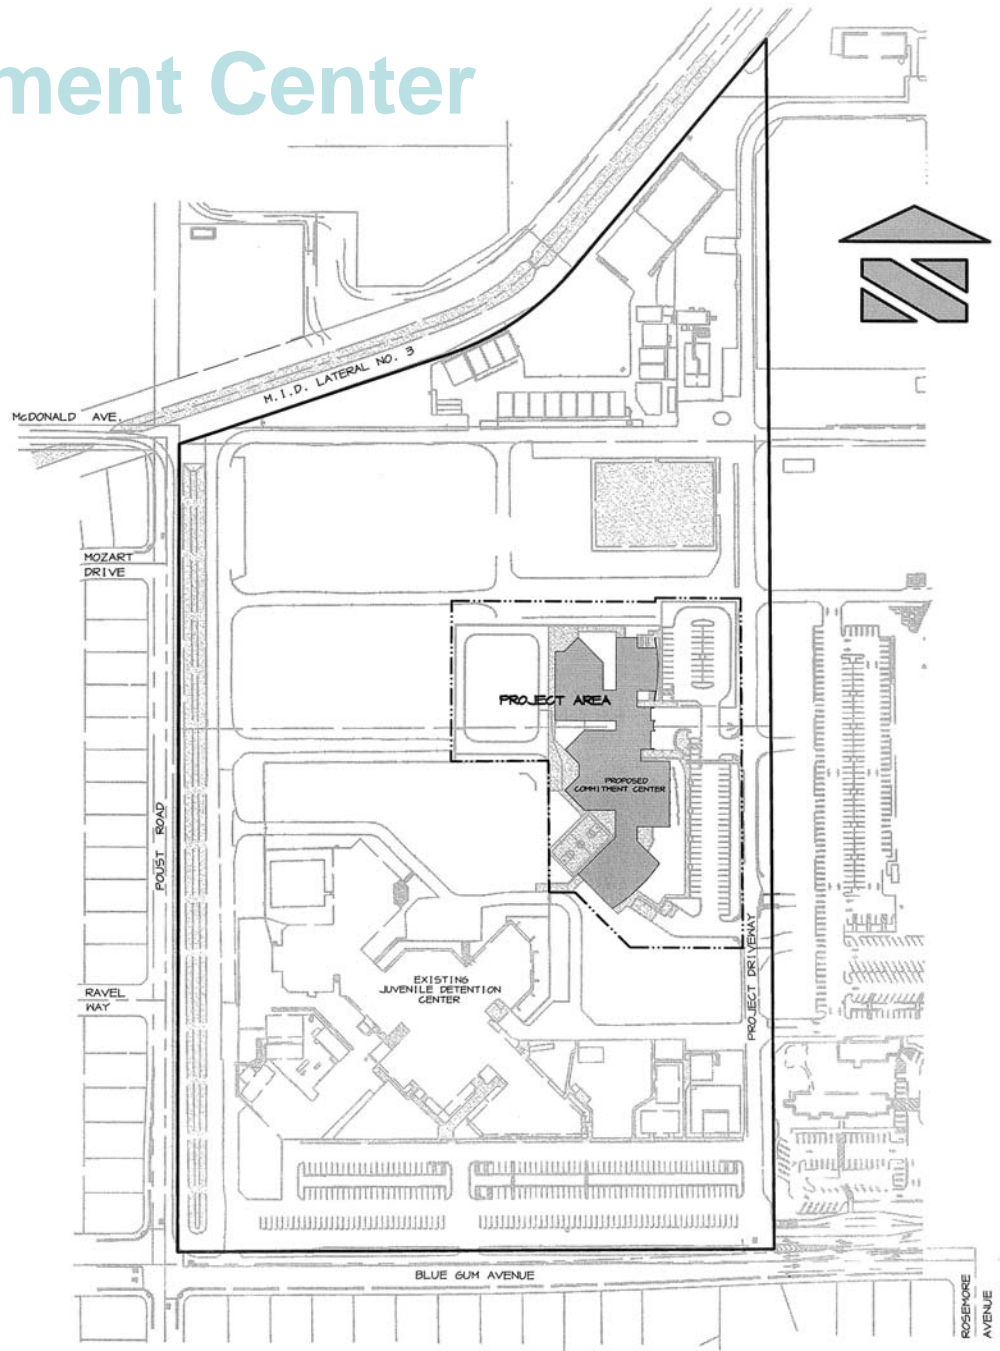 ment Center
M.I.D. LATERAL NO. 3
McDONALD AVE.
MOZART
DRIVE
PROJECT AREA
PROPOSED
COMMITMENT CENTER
POUST ROAD
PROJECT DRIVEWAY
EXISTING
JUVENILE DETENTION
CENTER
RAVEL
WAY
BLUE GUM AVENUE
ROSEMORE
AVENUE